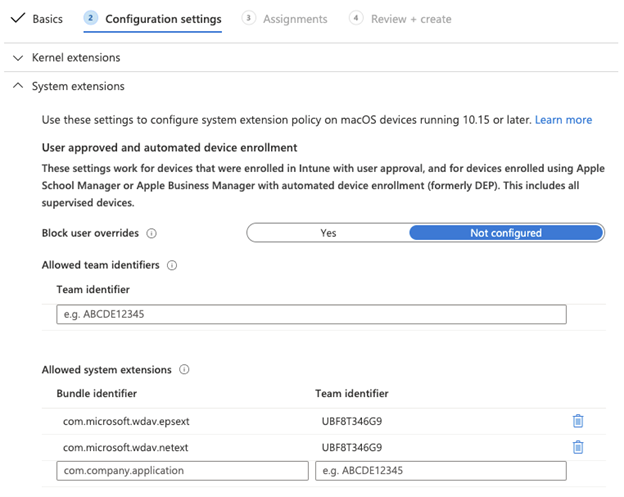 Basics
2 Configuration settings
3 Assignments
4 Review + create
Kernel extensions
System extensions
Use these settings to configure system extension policy on macOS devices running 10.15 or later. Learn more
User approved and automated device enrollment
These settings work for devices that were enrolled in Intune with user approval, and for devices enrolled using Apple
School Manager or Apple Business Manager with automated device enrollment (formerly DEP). This includes all
supervised devices.
Block user overrides
Yes
Not configured
Allowed team identifiers
Team identifier
e.g. ABCDE12345
Allowed system extensions
Bundle identifier Team identifier
com.microsoft.wdav.epsext UBF8T346G9
com.microsoft.wdav.netext UBF8T346G9
com.company.application e.g. ABCDE12345